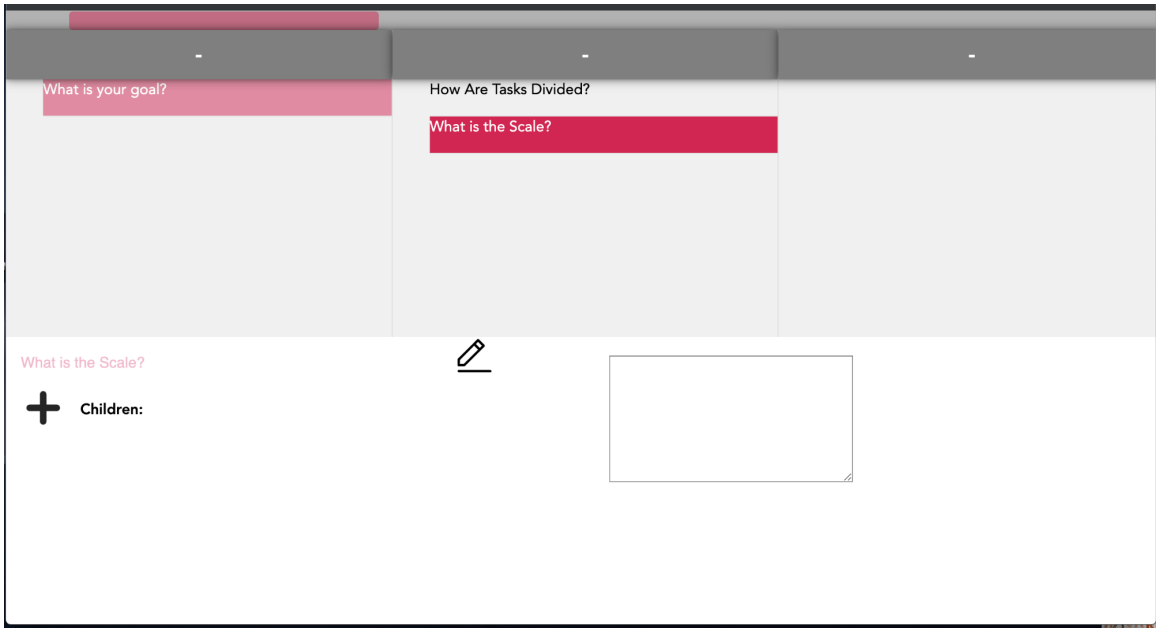 -
-
-
What is your goal?
How Are Tasks Divided?
What is the Scale?
What is the Scale?
Children: